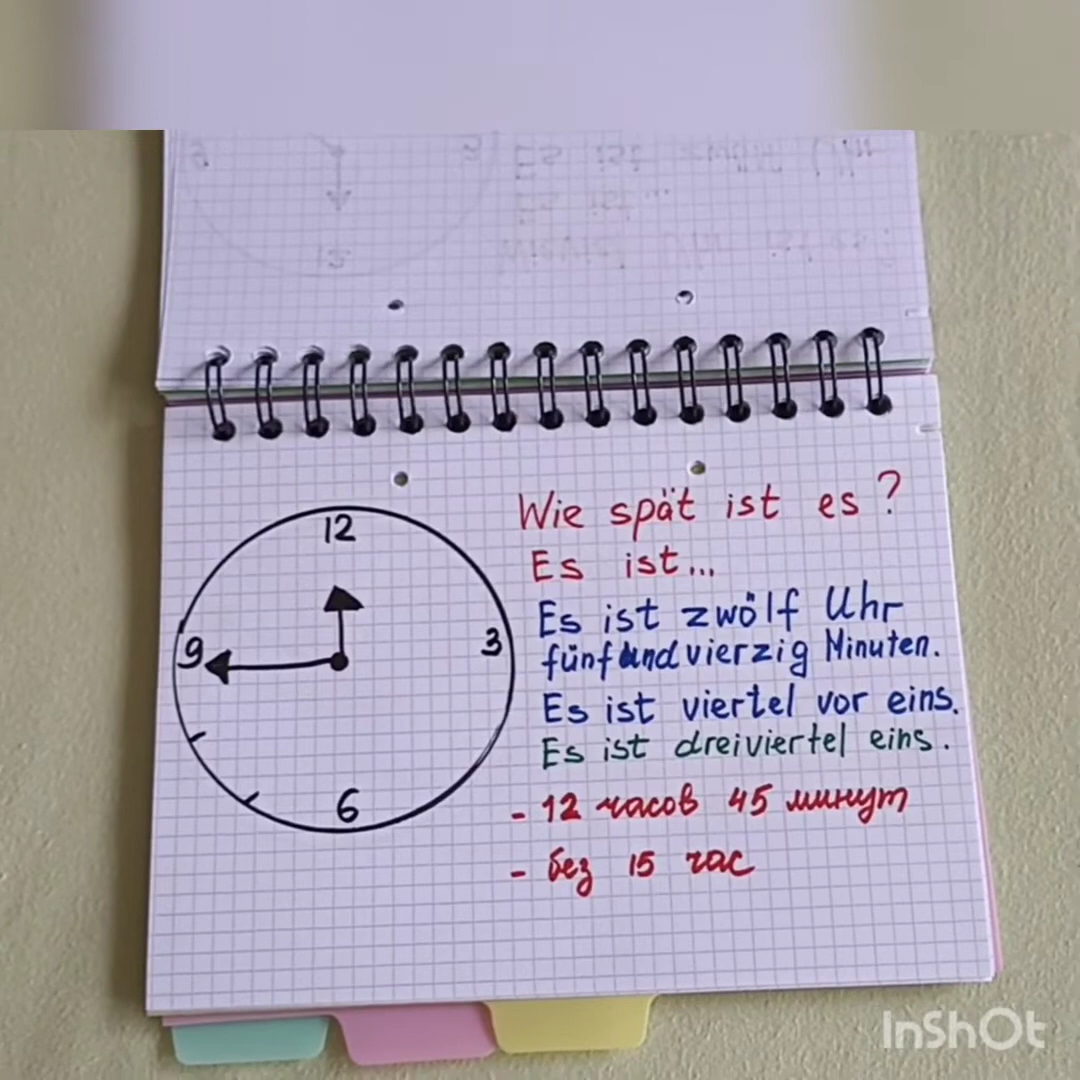 12
9
3
6
Wie spät ist es?
Es ist...
Es ist zwölf Uhr
fünfundvierzig Minuten.
Es ist viertel vor eins.
Es ist dreiviertel eins.
- 12 часов 45 минут
- без 15 час
InShOt